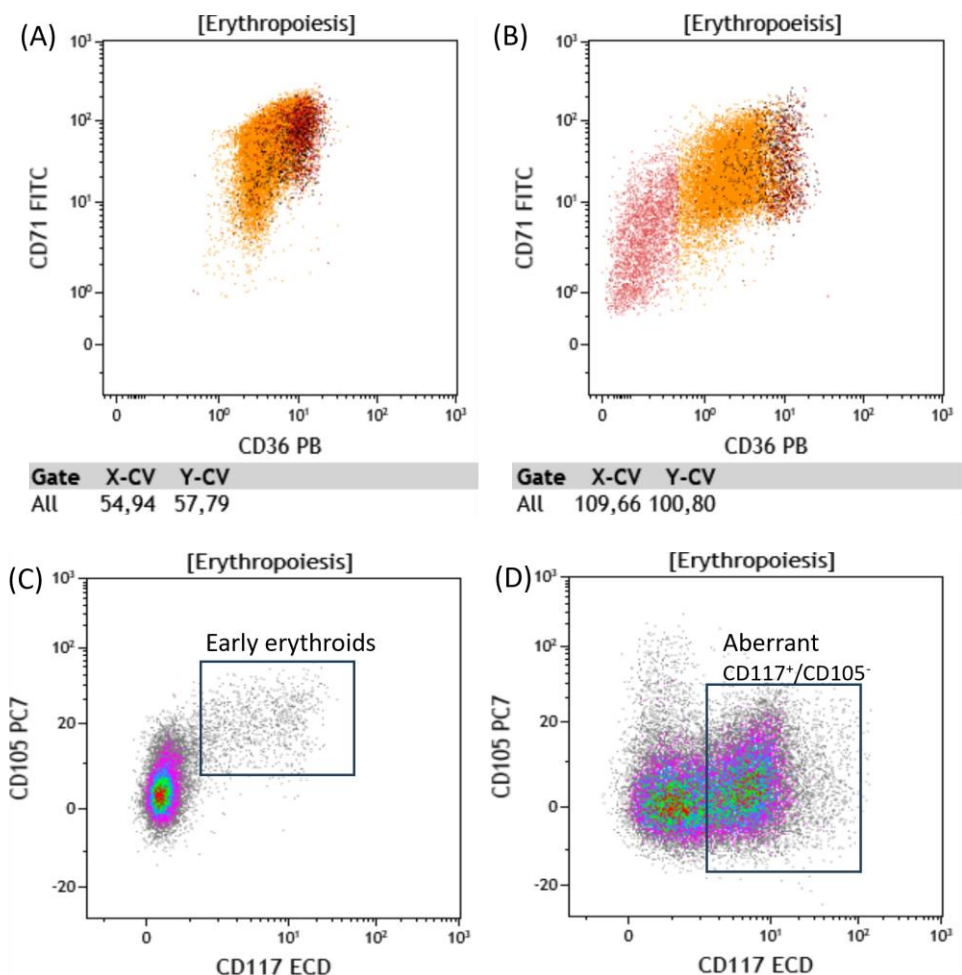 (A)
[Erythropoiesis]
10³
10²
10¹
10⁰
0
CD71 FITC
0
10⁰
10¹
10²
10³
CD36 PB
Gate X-CV Y-CV
All 54,94 57,79
(B)
[Erythropoeisis]
10³
10²
10¹
10⁰
0
CD71 FITC
0
10⁰
10¹
10²
10³
CD36 PB
Gate X-CV Y-CV
All 109,66 100,80
(C)
[Erythropoiesis]
10³
10²
20
0
-20
CD105 PC7
Early erythroids
0
10¹
10²
10³
CD117 ECD
(D)
[Erythropoiesis]
10³
10²
20
0
-20
CD105 PC7
Aberrant
CD117⁺/CD105⁻
0
10¹
10²
10³
CD117 ECD